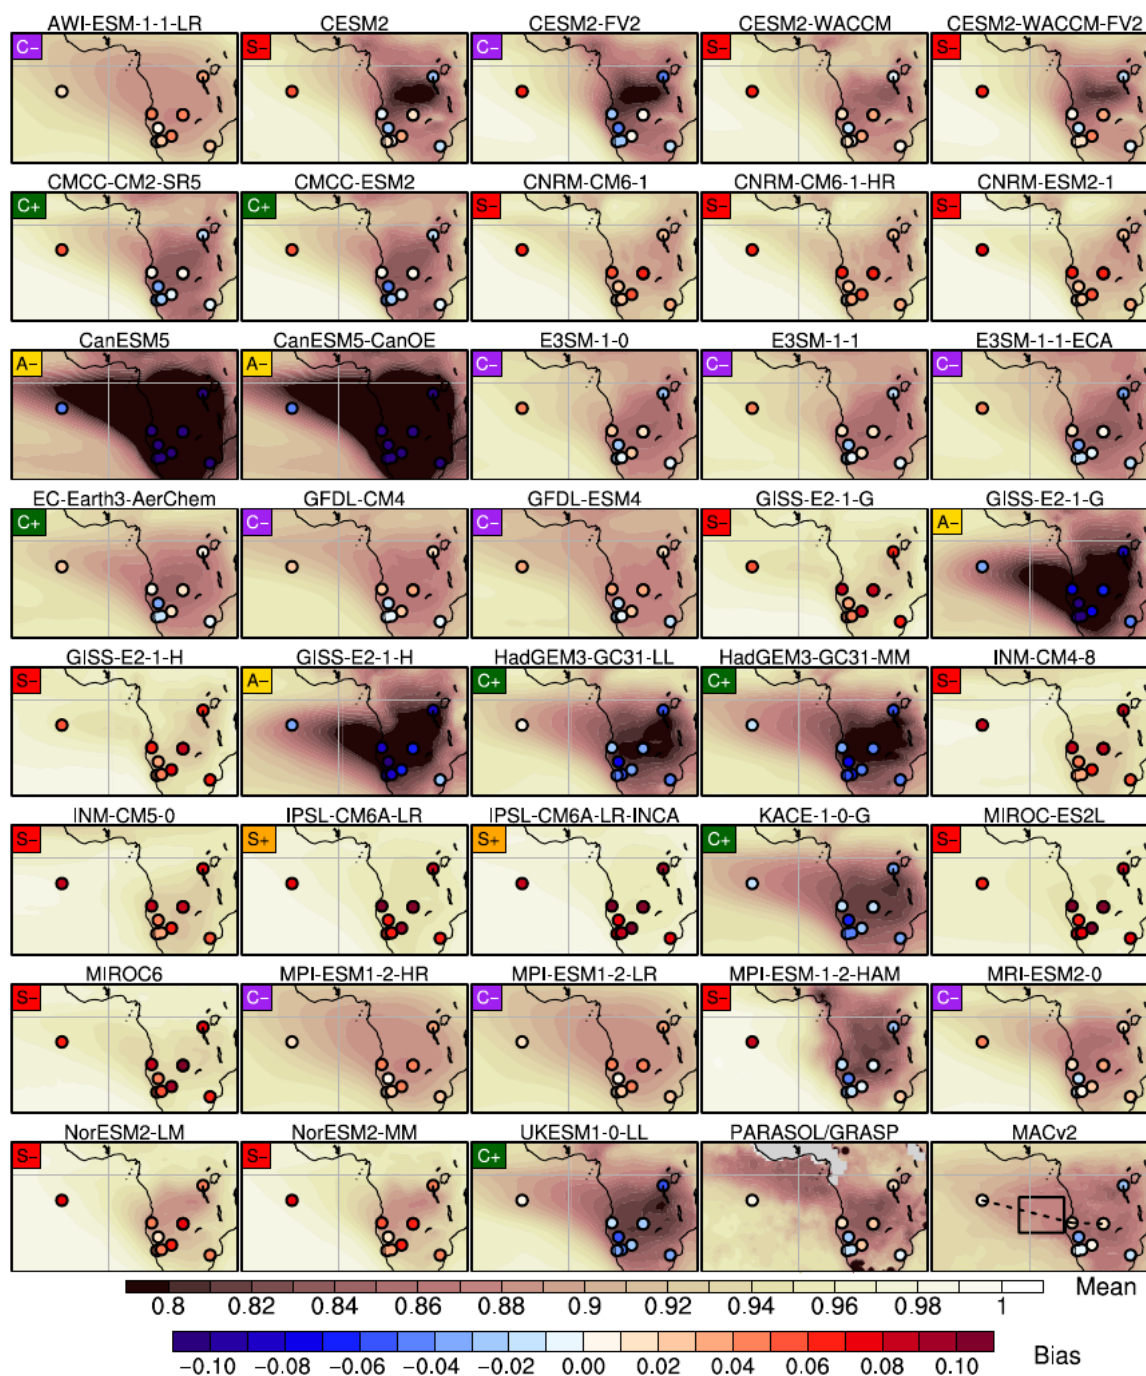 AWI-ESM-1-1-LR CESM2 CESM2-FV2 CESM2-WACCM CESM2-WACCM-FV2
C− S− C− S− S−
CMCC-CM2-SR5 CMCC-ESM2 CNRM-CM6-1 CNRM-CM6-1-HR CNRM-ESM2-1
C+ C+ S− S− S−
CanESM5 CanESM5-CanOE E3SM-1-0 E3SM-1-1 E3SM-1-1-ECA
A− A− C− C− C−
EC-Earth3-AerChem GFDL-CM4 GFDL-ESM4 GISS-E2-1-G GISS-E2-1-G
C+ C− C− S− A−
GISS-E2-1-H GISS-E2-1-H HadGEM3-GC31-LL HadGEM3-GC31-MM INM-CM4-8
S− A− C+ C+ S−
INM-CM5-0 IPSL-CM6A-LR IPSL-CM6A-LR-INCA KACE-1-0-G MIROC-ES2L
S− S+ S+ C+ S−
MIROC6 MPI-ESM1-2-HR MPI-ESM1-2-LR MPI-ESM-1-2-HAM MRI-ESM2-0
S− C− C− S− C−
NorESM2-LM NorESM2-MM UKESM1-0-LL PARASOL/GRASP MACv2
S− S− C+
Mean
0.8 0.82 0.84 0.86 0.88 0.9 0.92 0.94 0.96 0.98 1
−0.10 −0.08 −0.06 −0.04 −0.02 0.00 0.02 0.04 0.06 0.08 0.10
Bias